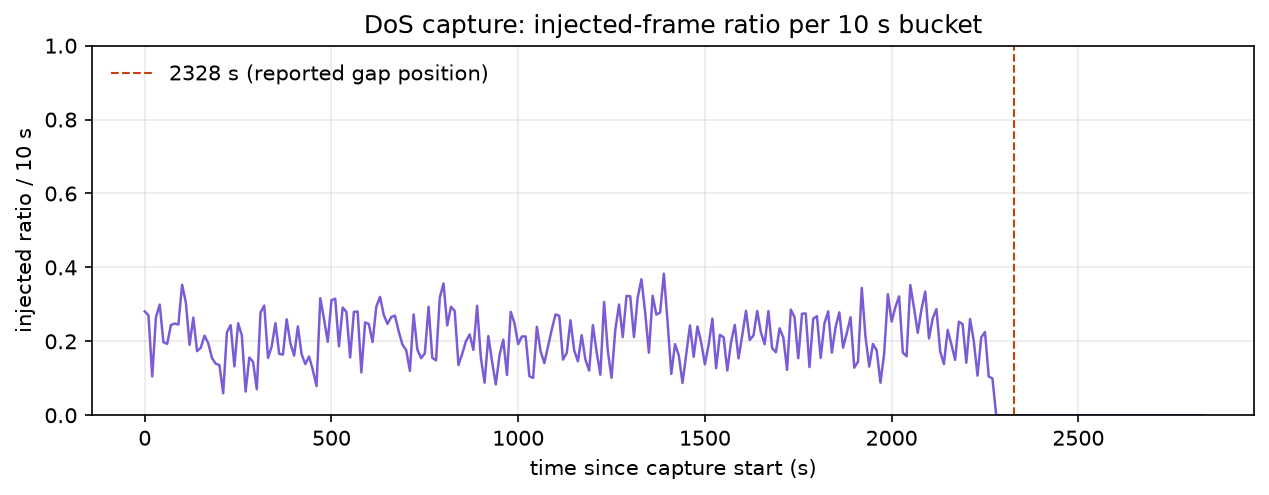 DoS capture: injected-frame ratio per 10 s bucket
1.0
0.8
0.6
0.4
0.2
0.0
injected ratio / 10 s
2328 s (reported gap position)
0 500 1000 1500 2000 2500
time since capture start (s)